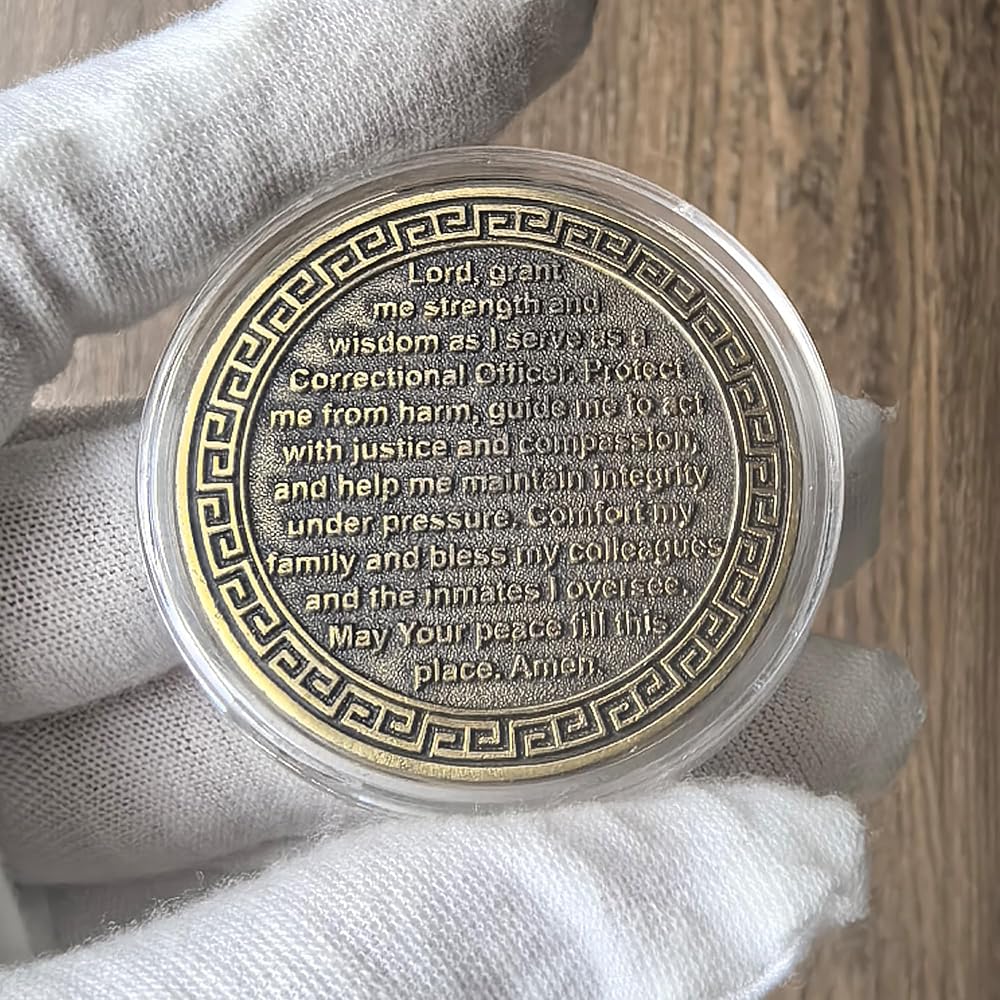 Lord, grant
me strength and
wisdom as I serve as a
Correctional Officer. Protect
me from harm, guide me to act
with justice and compassion,
and help me maintain integrity
under pressure. Comfort my
family and bless my colleagues
and the inmates I oversee.
May Your peace fill this
place. Amen.